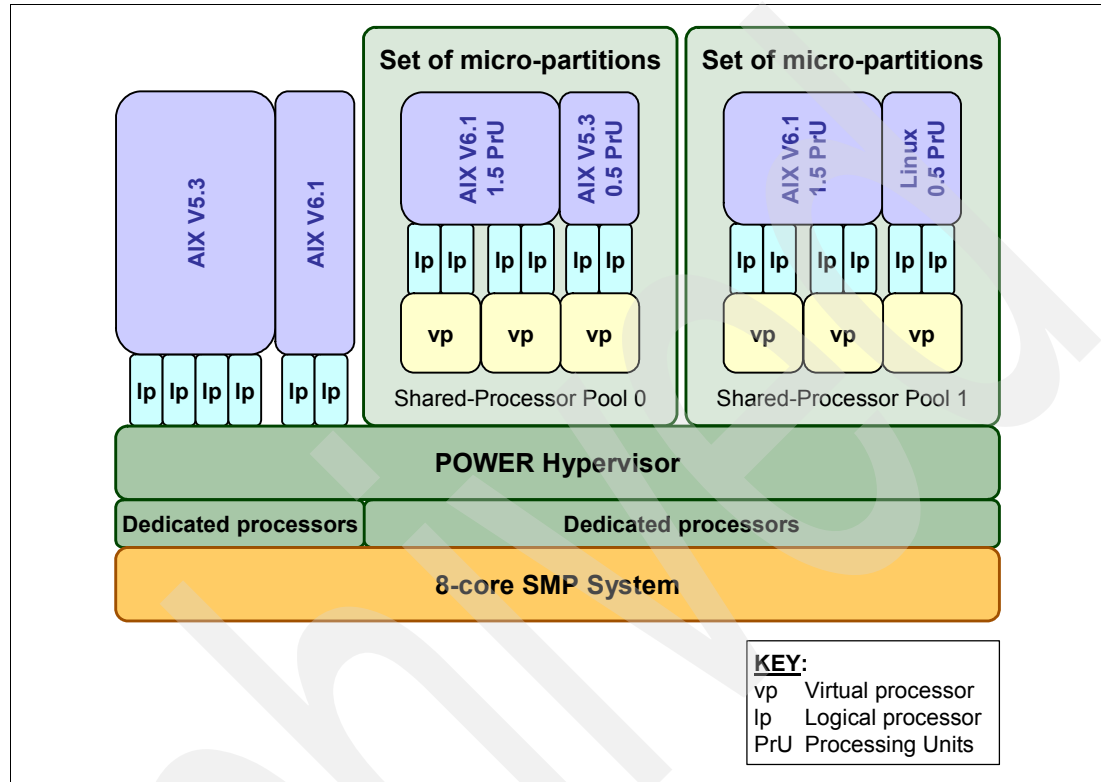 Set of micro-partitions
Set of micro-partitions
AIX V5.3
AIX V6.1
AIX V6.1
1.5 PrU
AIX V5.3
0.5 PrU
AIX V6.1
1.5 PrU
Linux
0.5 PrU
lp lp lp lp lp lp
lp lp lp lp lp lp
vp vp vp
vp vp vp
lp lp lp lp lp lp
Shared-Processor Pool 0
Shared-Processor Pool 1
POWER Hypervisor
Dedicated processors
Dedicated processors
8-core SMP System
KEY:
vp Virtual processor
lp Logical processor
PrU Processing Units